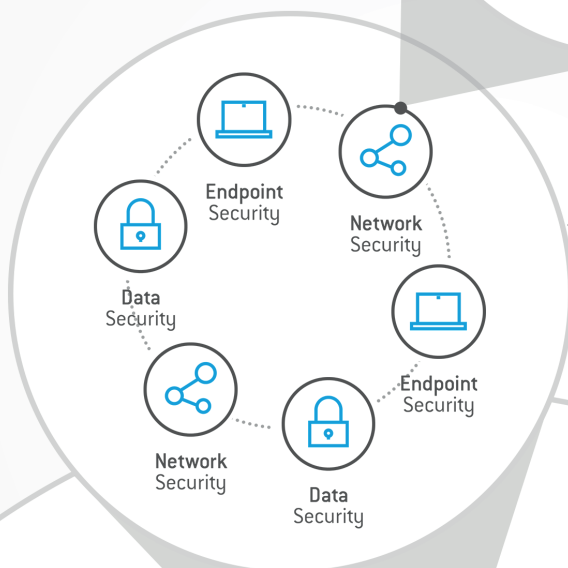 Endpoint
Security
Network
Security
Data
Security
Endpoint
Security
Network
Security
Data
Security